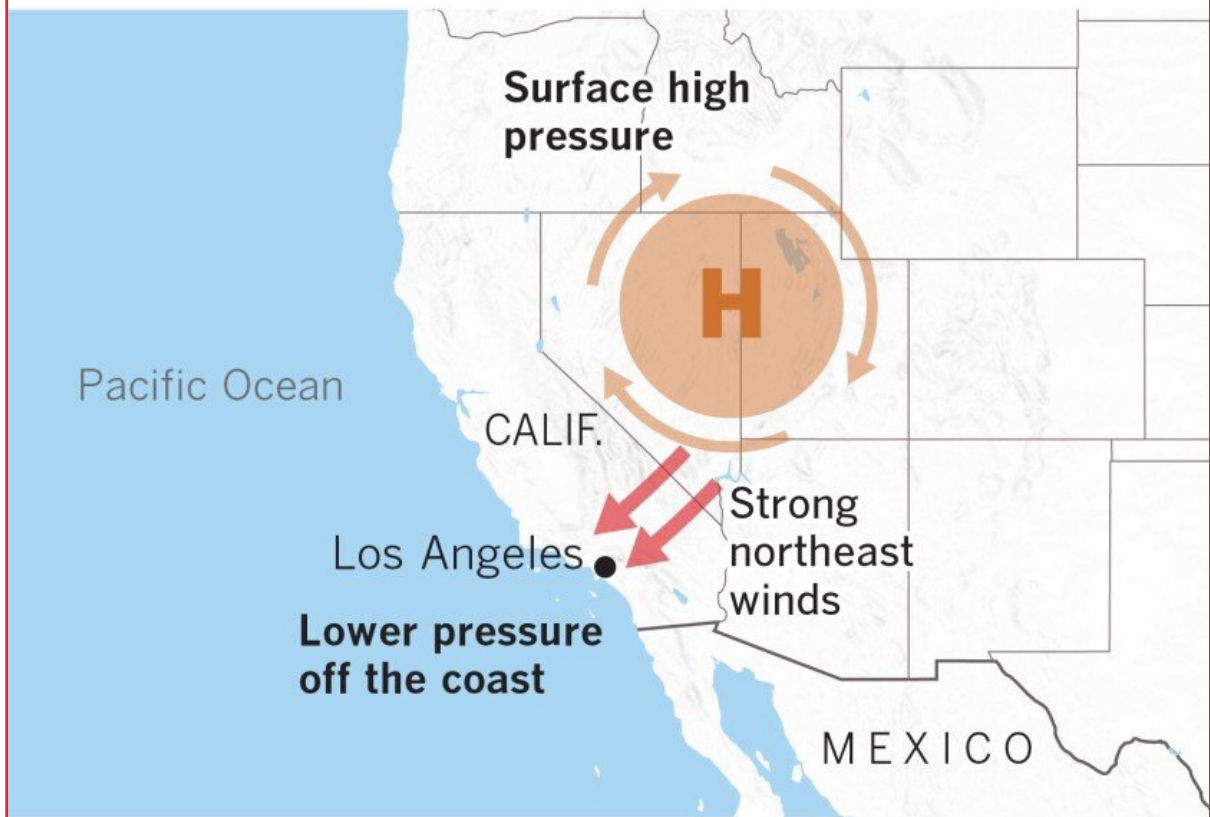 Surface high
pressure
H
Pacific Ocean
CALIF.
Strong
northeast
winds
Los Angeles
Lower pressure
off the coast
MEXICO